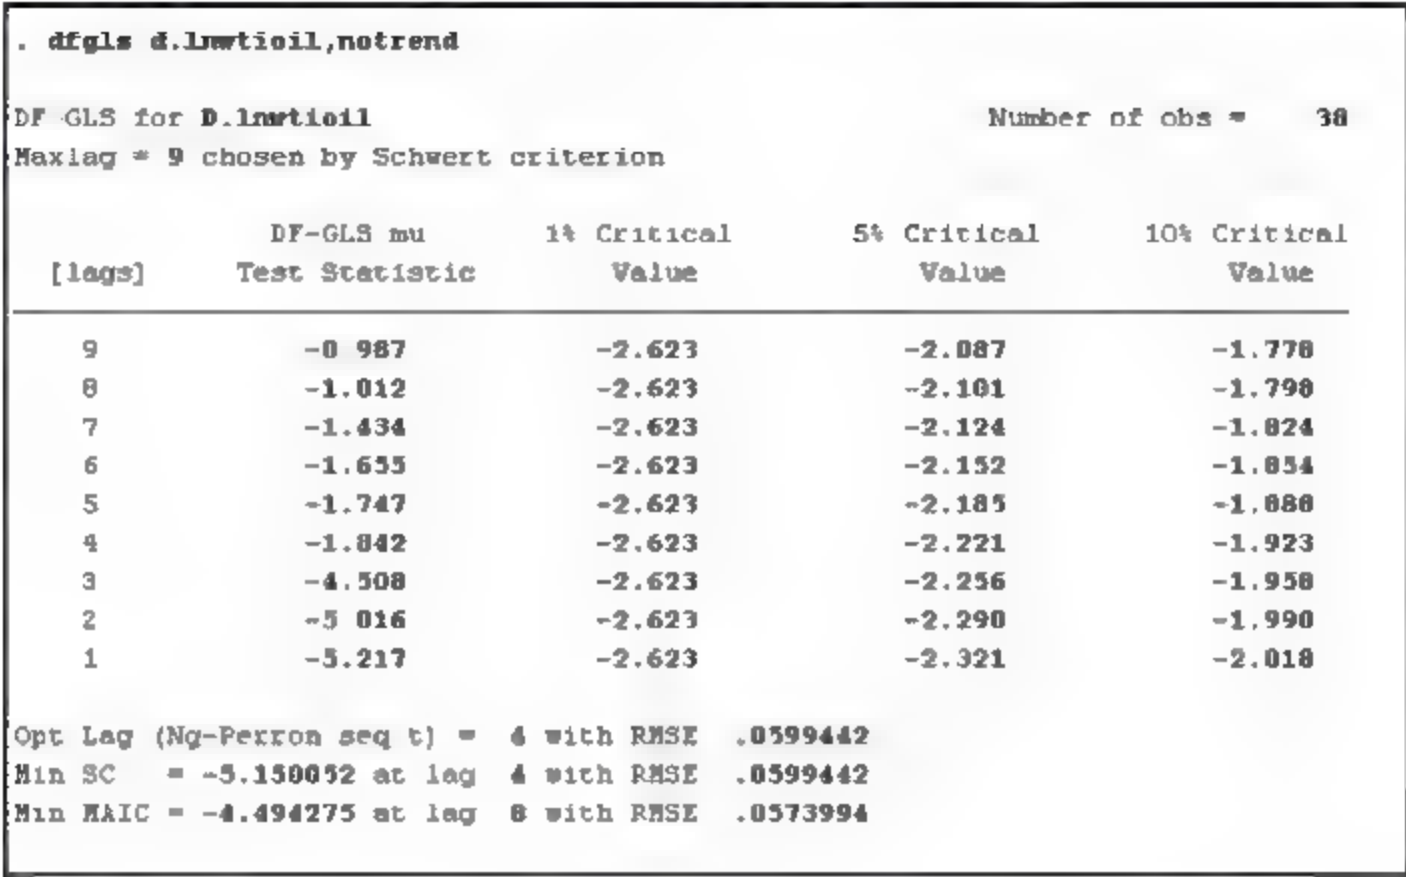 . dfgls d.lnwtioil,notrend
DF-GLS for D.lnwtioil Number of obs = 38
Maxlag = 9 chosen by Schwert criterion
DF-GLS mu 1% Critical 5% Critical 10% Critical
[lags] Test Statistic Value Value Value
9 -0.987 -2.623 -2.087 -1.778
8 -1.012 -2.623 -2.101 -1.798
7 -1.434 -2.623 -2.124 -1.824
6 -1.655 -2.623 -2.152 -1.854
5 -1.747 -2.623 -2.185 -1.888
4 -1.842 -2.623 -2.221 -1.923
3 -4.508 -2.623 -2.256 -1.958
2 -5.016 -2.623 -2.290 -1.990
1 -5.217 -2.623 -2.321 -2.018
Opt Lag (Ng-Perron seq t) = 4 with RMSE .0599442
Min SC = -5.150052 at lag 4 with RMSE .0599442
Min MAIC = -4.494275 at lag 8 with RMSE .0573994